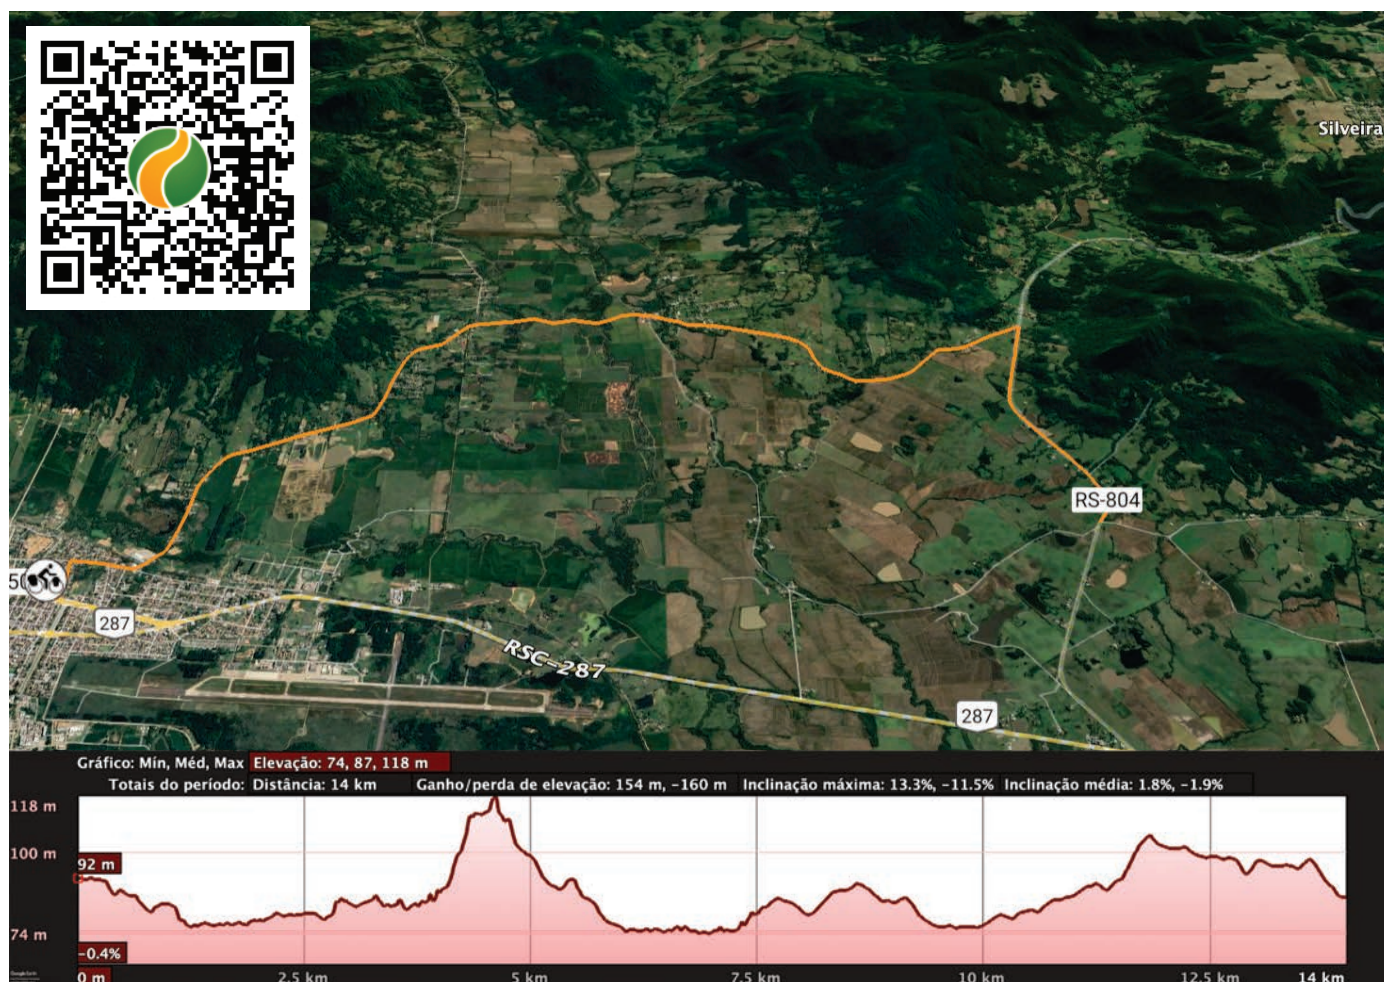 Silveira
RS-804
287
RSC-287
287
Gráfico: Mín, Méd, Max Elevação: 74, 87, 118 m
Totais do período: Distância: 14 km Ganho/perda de elevação: 154 m, -160 m Inclinação máxima: 13.3%, -11.5% Inclinação média: 1.8%, -1.9%
118 m
100 m
92 m
74 m
-0.4%
0 m 2.5 km 5 km 7.5 km 10 km 12.5 km 14 km